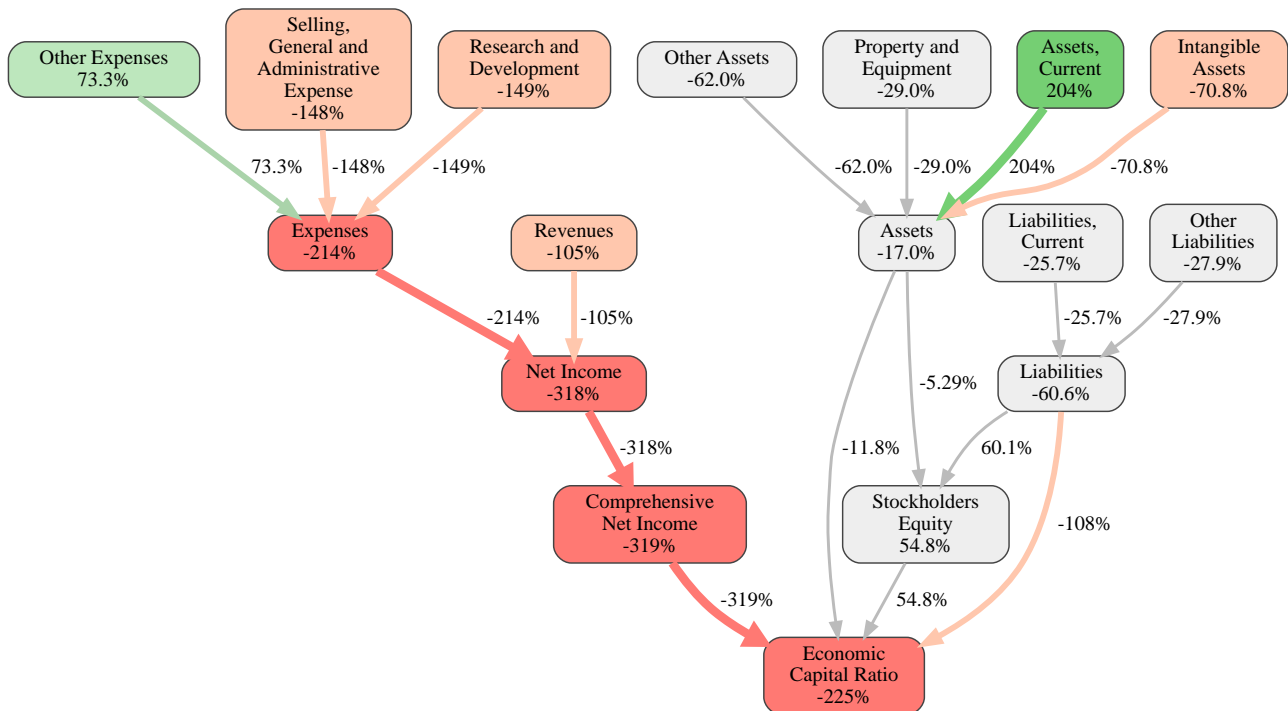 Other Expenses
73.3%
Selling,
General and
Administrative
Expense
-148%
Research and
Development
-149%
Other Assets
-62.0%
Property and
Equipment
-29.0%
Assets,
Current
204%
Intangible
Assets
-70.8%
73.3%
-148%
-149%
-62.0%
-29.0%
204%
-70.8%
Expenses
-214%
Revenues
-105%
Assets
-17.0%
Liabilities,
Current
-25.7%
Other
Liabilities
-27.9%
-214%
-105%
-25.7%
-27.9%
Net Income
-318%
-5.29%
Liabilities
-60.6%
-318%
-11.8%
60.1%
Comprehensive
Net Income
-319%
Stockholders
Equity
54.8%
-108%
-319%
54.8%
Economic
Capital Ratio
-225%